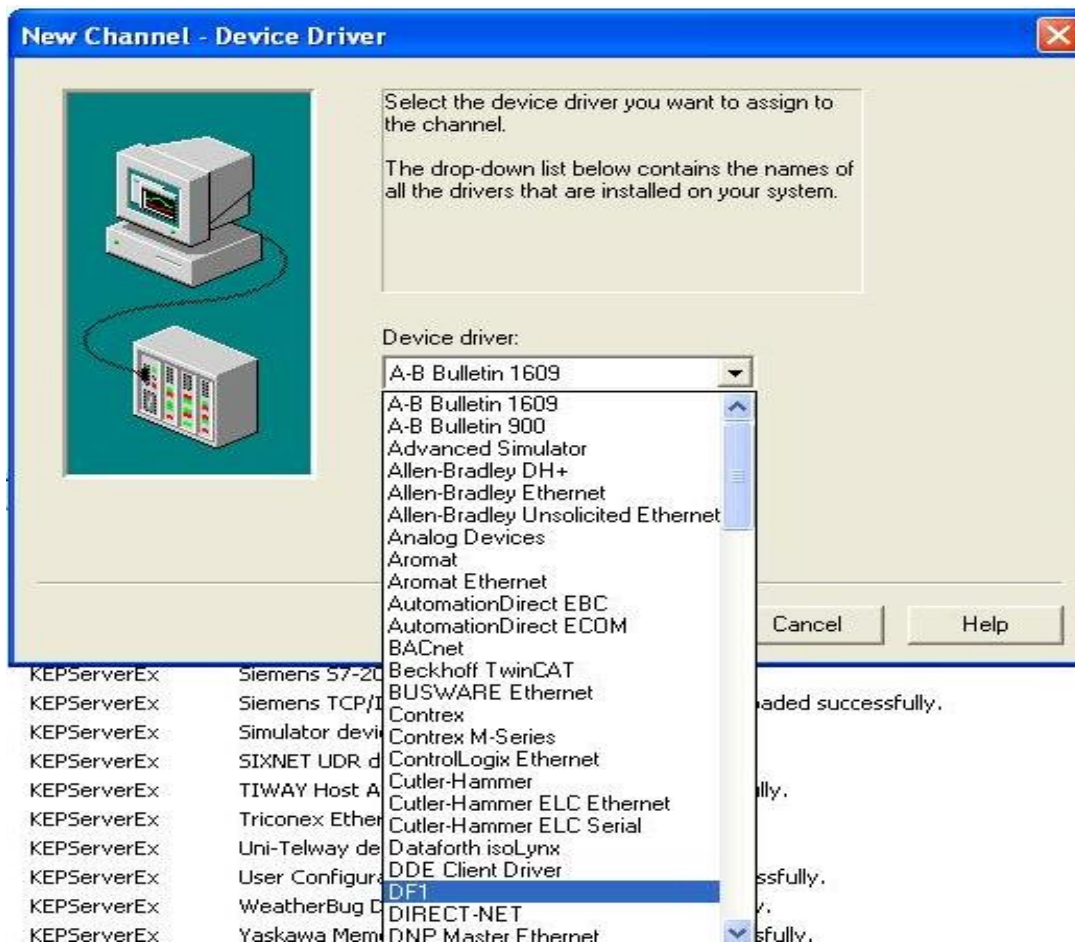 New Channel - Device Driver
Select the device driver you want to assign to
the channel.
The drop-down list below contains the names of
all the drivers that are installed on your system.
Device driver:
A-B Bulletin 1609
A-B Bulletin 1609
A-B Bulletin 900
Advanced Simulator
Allen-Bradley DH+
Allen-Bradley Ethernet
Allen-Bradley Unsolicited Ethernet
Analog Devices
Aromat
Aromat Ethernet
AutomationDirect EBC
AutomationDirect ECOM
BACnet
Beckhoff TwinCAT
BUSWARE Ethernet
Contrex
Contrex M-Series
ControlLogix Ethernet
Cutler-Hammer
Cutler-Hammer ELC Ethernet
Cutler-Hammer ELC Serial
Dataforth isoLynx
DDE Client Driver
DF1
DIRECT-NET
DNP Master Ethernet
Cancel
Help
KEPServerEx Siemens S7-20
KEPServerEx Siemens TCP/I aded successfully.
KEPServerEx Simulator devi
KEPServerEx SIXNET UDR d
KEPServerEx TIWAY Host A lly.
KEPServerEx Triconex Ether
KEPServerEx Uni-Telway de
KEPServerEx User Configura ssfully.
KEPServerEx WeatherBug D y.
KEPServerEx Yaskawa Mem sfully.